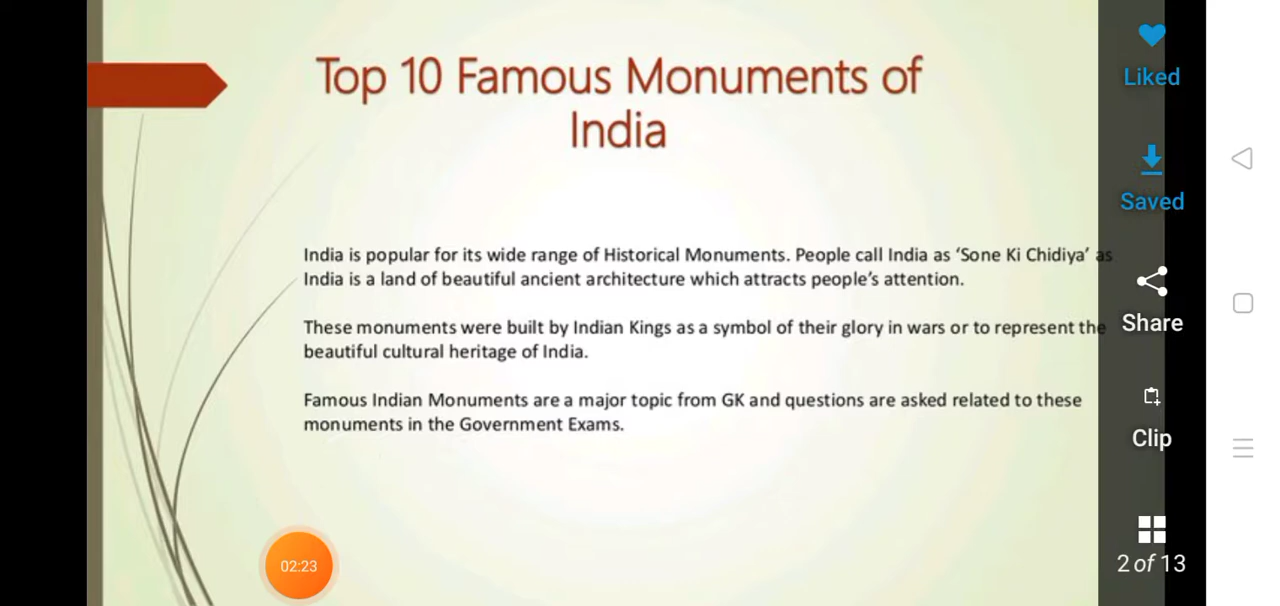 Top 10 Famous Monuments of
India
India is popular for its wide range of Historical Monuments. People call India as ‘Sone Ki Chidiya’ as
India is a land of beautiful ancient architecture which attracts people’s attention.
These monuments were built by Indian Kings as a symbol of their glory in wars or to represent the
beautiful cultural heritage of India.
Famous Indian Monuments are a major topic from GK and questions are asked related to these
monuments in the Government Exams.
02:23
Liked
Saved
Share
Clip
2 of 13